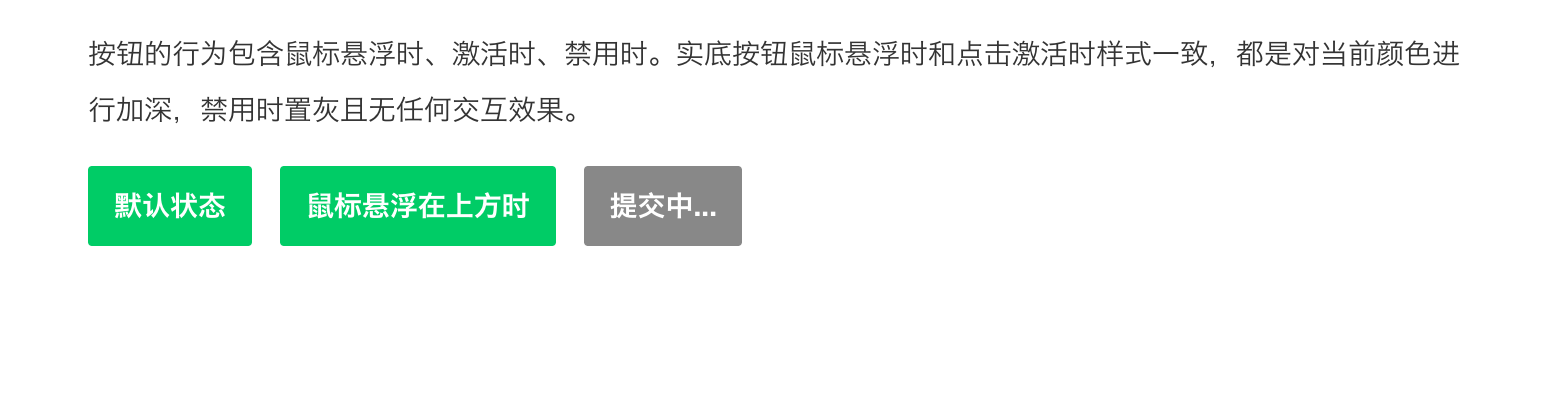 按钮的行为包含鼠标悬浮时、激活时、禁用时。实底按钮鼠标悬浮时和点击激活时样式一致，都是对当前颜色进
行加深，禁用时置灰且无任何交互效果。
默认状态
鼠标悬浮在上方时
提交中...